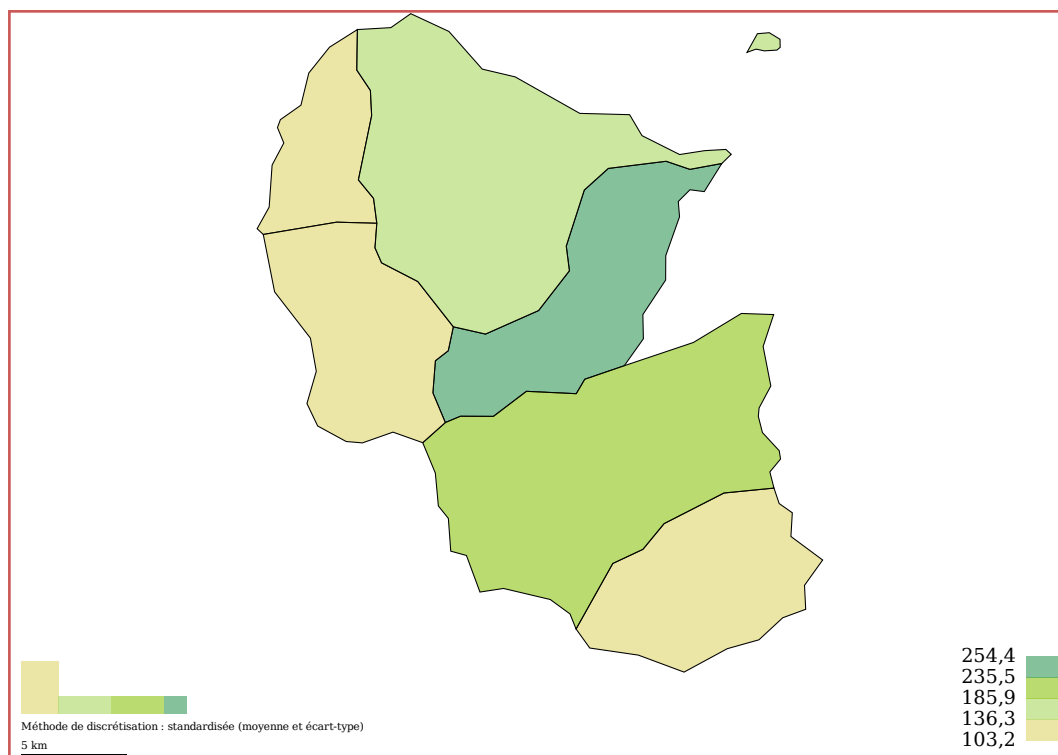 254,4
235,5
185,9
136,3
103,2
Méthode de discrétisation : standardisée (moyenne et écart-type)
5 km